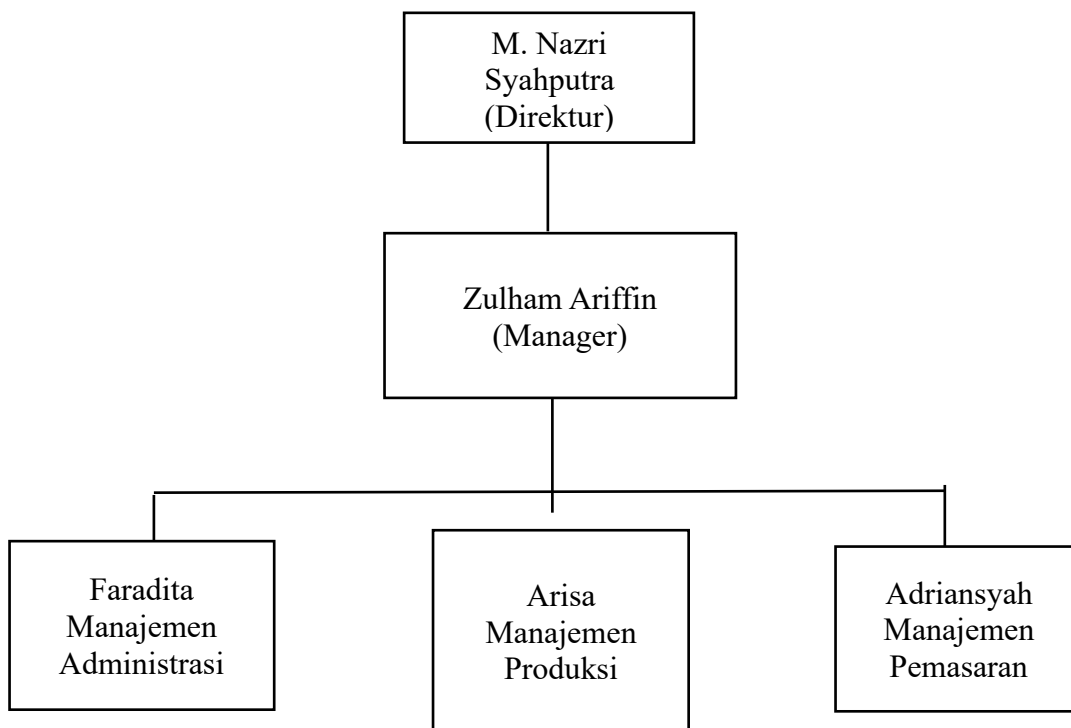 M. Nazri
Syahputra
(Direktur)
Zulham Ariffin
(Manager)
Faradita
Manajemen
Administrasi
Arisa
Manajemen
Produksi
Adriansyah
Manajemen
Pemasaran